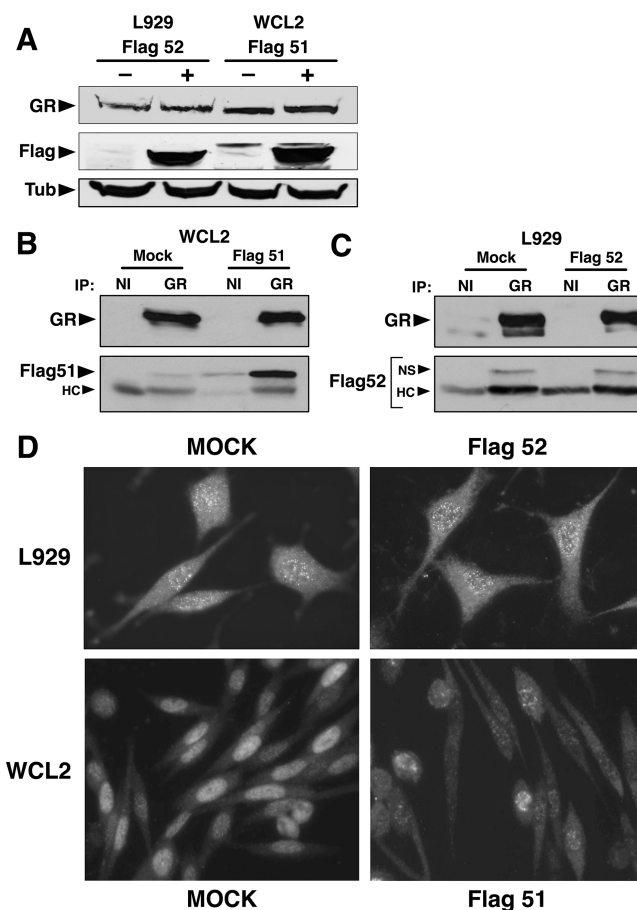 A
L929 WCL2
Flag 52 Flag 51
– + – +
GR
Flag
Tub
B
WCL2
Mock Flag 51
IP: NI GR NI GR
GR
Flag51
HC
C
L929
Mock Flag 52
IP: NI GR NI GR
GR
Flag52
NS
HC
D
MOCK Flag 52
L929
WCL2
MOCK Flag 51